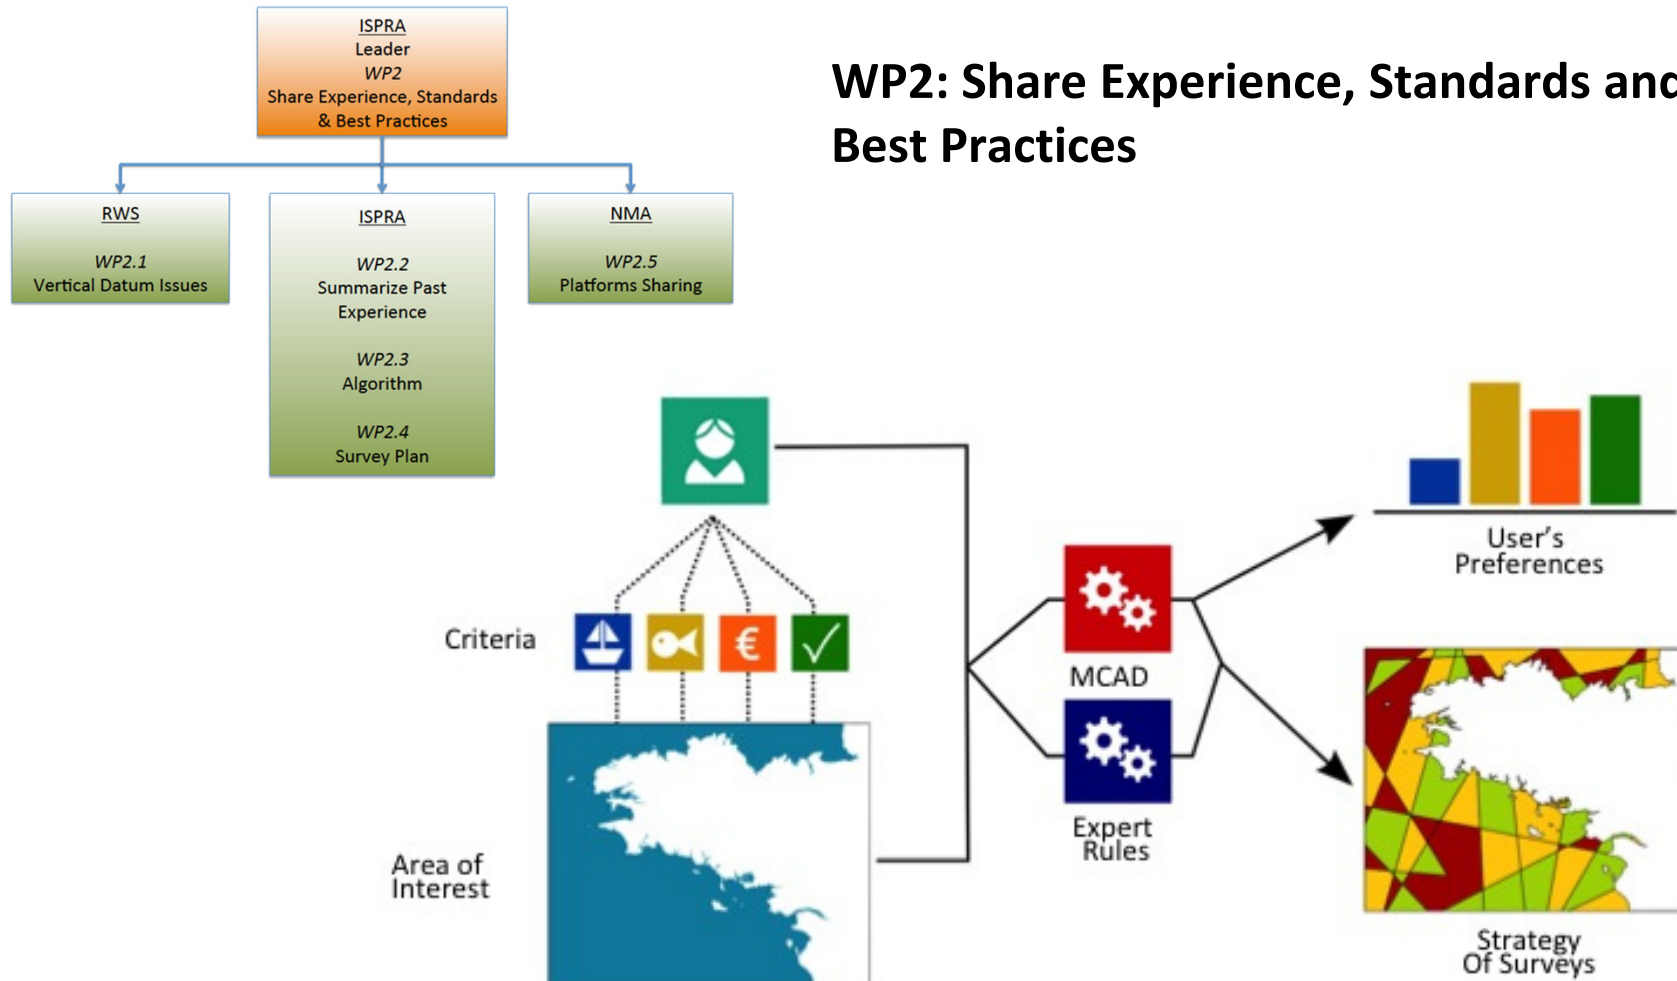 ISPRA
Leader
WP2
Share Experience, Standards
& Best Practices
WP2: Share Experience, Standards and
Best Practices
RWS
WP2.1
Vertical Datum Issues
ISPRA
WP2.2
Summarize Past
Experience
WP2.3
Algorithm
WP2.4
Survey Plan
NMA
WP2.5
Platforms Sharing
Criteria
€
Area of
Interest
MCAD
Expert
Rules
User's
Preferences
Strategy
Of Surveys